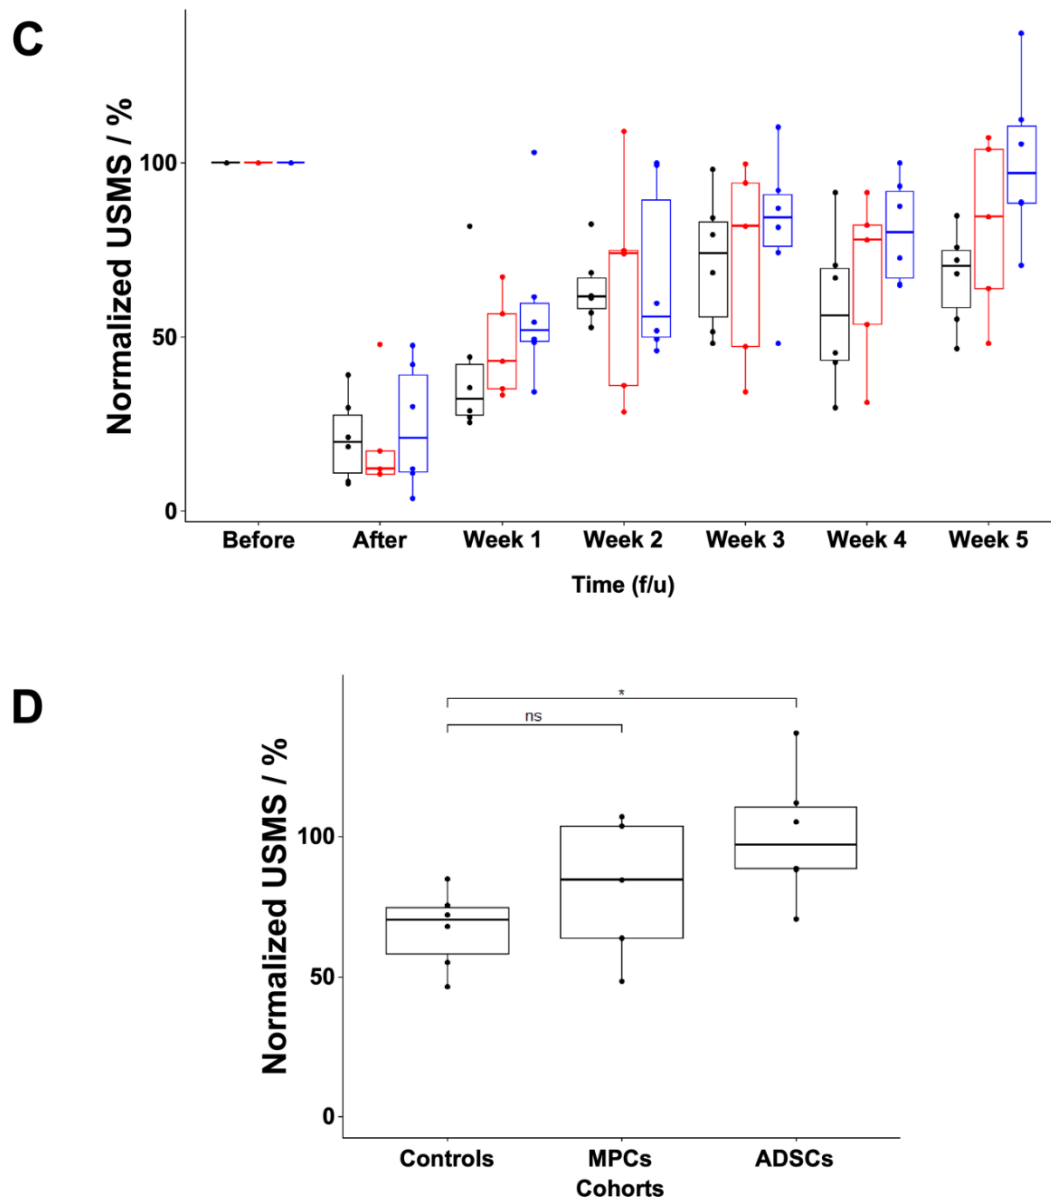 C
Normalized USMS / %
100
50
0
Before After Week 1 Week 2 Week 3 Week 4 Week 5
Time (f/u)
D
Normalized USMS / %
*
ns
100
50
0
Controls MPCs ADSCs
Cohorts